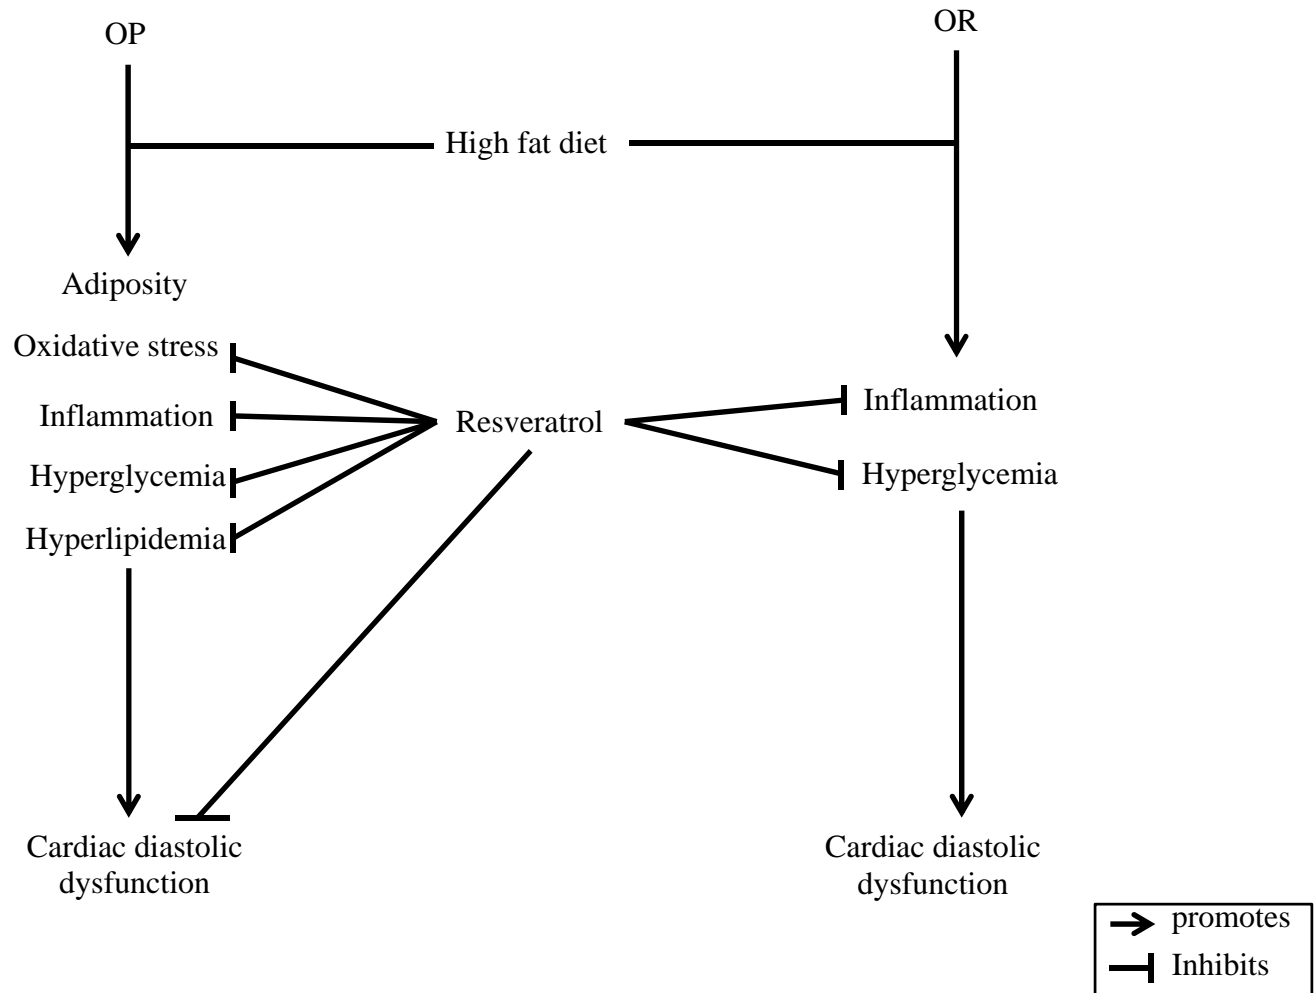 OP
OR
High fat diet
Adiposity
Oxidative stress
Inflammation
Hyperglycemia
Hyperlipidemia
Resveratrol
Inflammation
Hyperglycemia
Cardiac diastolic
dysfunction
Cardiac diastolic
dysfunction
promotes
Inhibits